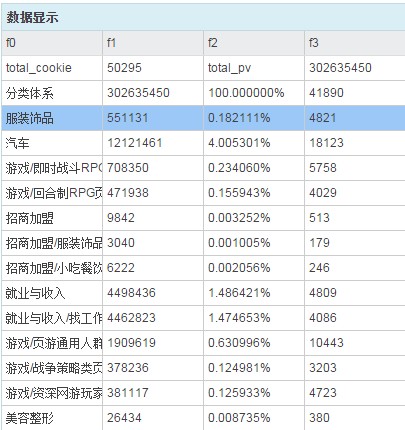 数据显示
f0 f1 f2 f3
total_cookie 50295 total_pv 302635450
分类体系 302635450 100.000000% 41890
服装饰品 551131 0.182111% 4821
汽车 12121461 4.005301% 18123
游戏/即时战斗RPG 708350 0.234060% 5758
游戏/回合制RPG页 471938 0.155943% 4029
招商加盟 9842 0.003252% 513
招商加盟/服装饰品 3040 0.001005% 179
招商加盟/小吃餐饮 6222 0.002056% 246
就业与收入 4498436 1.486421% 4809
就业与收入/找工作 4462823 1.474653% 4086
游戏/页游通用人群 1909619 0.630996% 10443
游戏/战争策略类页 378236 0.124981% 3203
游戏/资深网游玩家 381117 0.125933% 4723
美容整形 26434 0.008735% 380